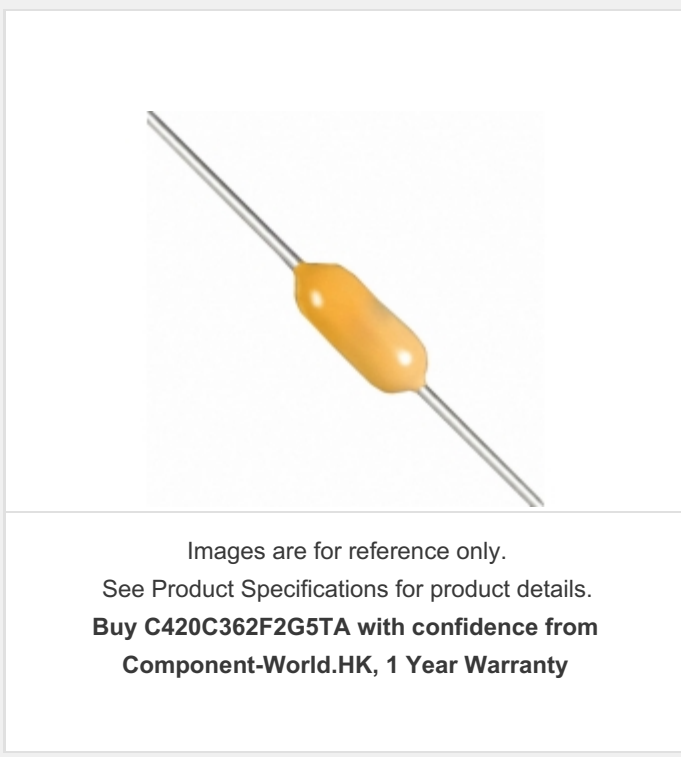 Images are for reference only.
See Product Specifications for product details.
Buy C420C362F2G5TA with confidence from
Component-World.HK, 1 Year Warranty